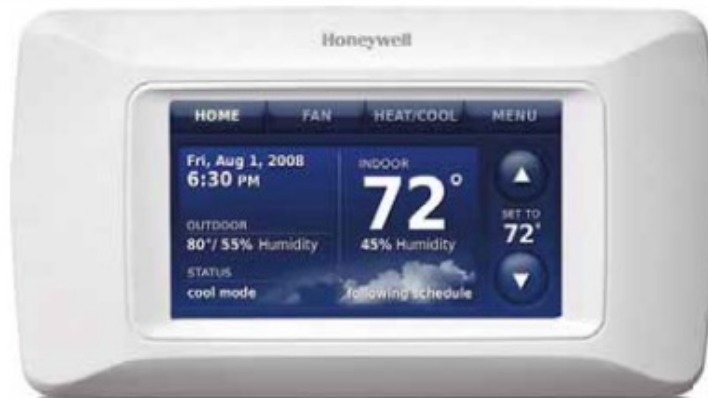 Honeywell
HOME FAN HEAT/COOL MENU
Fri, Aug 1, 2008
6:30 PM
OUTDOOR
80°/ 55% Humidity
STATUS
cool mode
INDOOR
72°
45% Humidity
following schedule
SET TO
72°